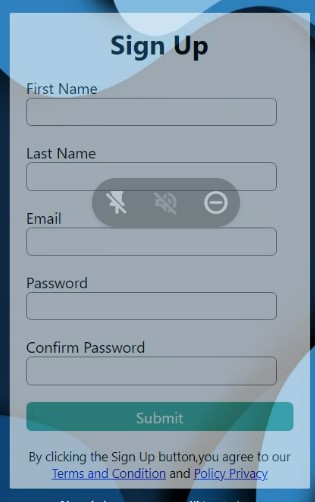 Sign Up
First Name
Last Name
Email
Password
Confirm Password
Submit
By clicking the Sign Up button,you agree to our
Terms and Condition and Policy Privacy